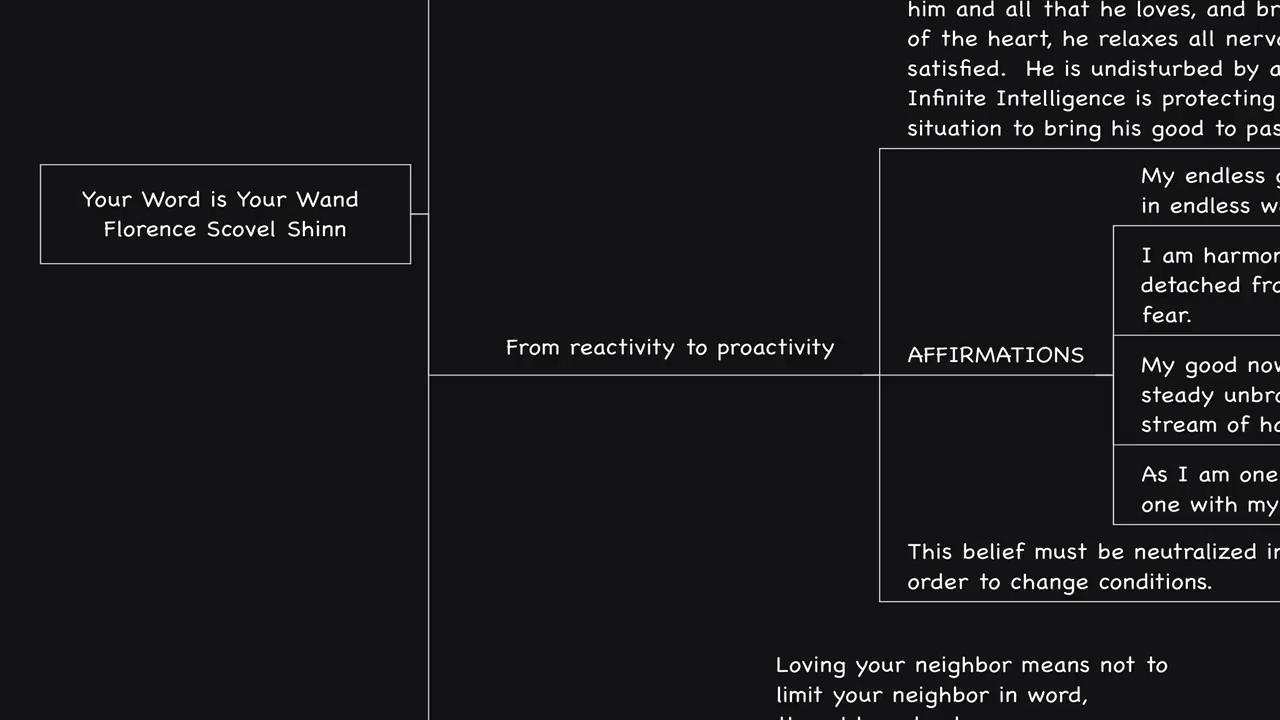 Your Word is Your Wand
Florence Scovel Shinn
From reactivity to proactivity
him and all that he loves, and
of the heart, he relaxes all
satisfied. He is undisturbed by
Infinite Intelligence is protecting
situation to bring his good to
AFFIRMATIONS
My endless
in endless
I am
detached
fear.
My good
steady
stream of
As I am one
one with my
This belief must be neutralized
order to change conditions.
Loving your neighbor means not to
limit your neighbor in word,